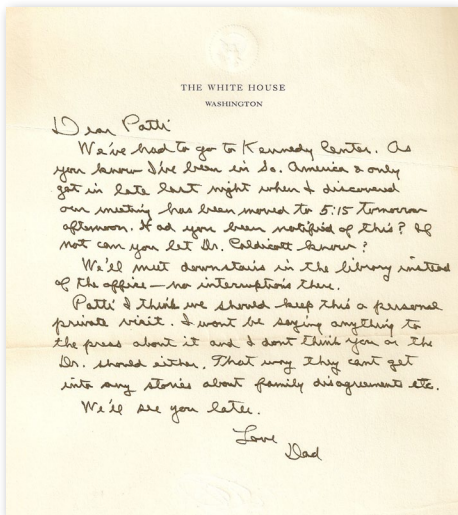 THE WHITE HOUSE
WASHINGTON
Dear Patti
We've had to go to Kennedy Center. As
you know I've been in So. America & only
got in late last night when I discovered
our meeting has been moved to 5:15 tomorrow
afternoon. Had you been notified of this? If
not can you let Dr. Caldicott know?
We'll meet downstairs in the library instead
of the office — no interruptions there.
Patti I think we should keep this a personal
private visit. I wont be saying anything to
the press about it and I dont think you or the
Dr. should either. That way they cant get
into any stories about family disagreements etc.
We'll see you later.
Love
Dad